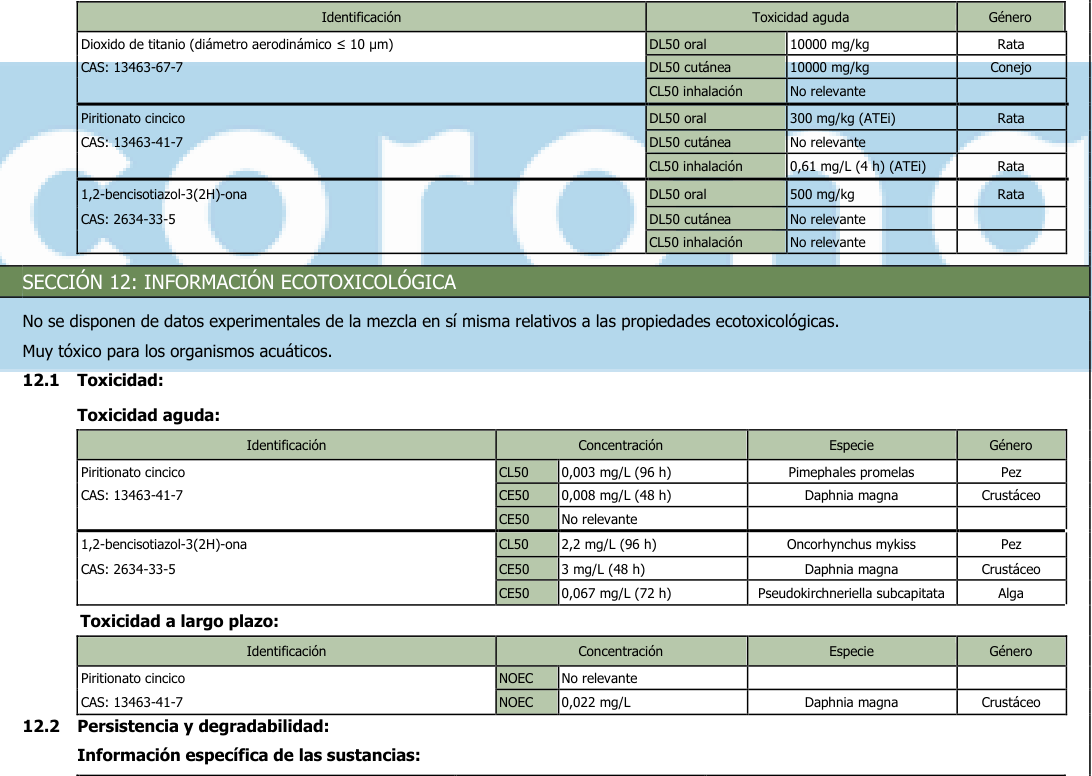 Identificación Toxicidad aguda Género
Dioxido de titanio (diámetro aerodinámico ≤ 10 µm) DL50 oral 10000 mg/kg Rata
CAS: 13463-67-7 DL50 cutánea 10000 mg/kg Conejo
CL50 inhalación No relevante
Piritionato cincico DL50 oral 300 mg/kg (ATEi) Rata
CAS: 13463-41-7 DL50 cutánea No relevante
CL50 inhalación 0,61 mg/L (4 h) (ATEi) Rata
1,2-bencisotiazol-3(2H)-ona DL50 oral 500 mg/kg Rata
CAS: 2634-33-5 DL50 cutánea No relevante
CL50 inhalación No relevante
corona
SECCIÓN 12: INFORMACIÓN ECOTOXICOLÓGICA
No se disponen de datos experimentales de la mezcla en sí misma relativos a las propiedades ecotoxicológicas.
Muy tóxico para los organismos acuáticos.
12.1 Toxicidad:
Toxicidad aguda:
Identificación Concentración Especie Género
Piritionato cincico CL50 0,003 mg/L (96 h) Pimephales promelas Pez
CAS: 13463-41-7 CE50 0,008 mg/L (48 h) Daphnia magna Crustáceo
CE50 No relevante
1,2-bencisotiazol-3(2H)-ona CL50 2,2 mg/L (96 h) Oncorhynchus mykiss Pez
CAS: 2634-33-5 CE50 3 mg/L (48 h) Daphnia magna Crustáceo
CE50 0,067 mg/L (72 h) Pseudokirchneriella subcapitata Alga
Toxicidad a largo plazo:
Identificación Concentración Especie Género
Piritionato cincico NOEC No relevante
CAS: 13463-41-7 NOEC 0,022 mg/L Daphnia magna Crustáceo
12.2 Persistencia y degradabilidad:
Información específica de las sustancias: